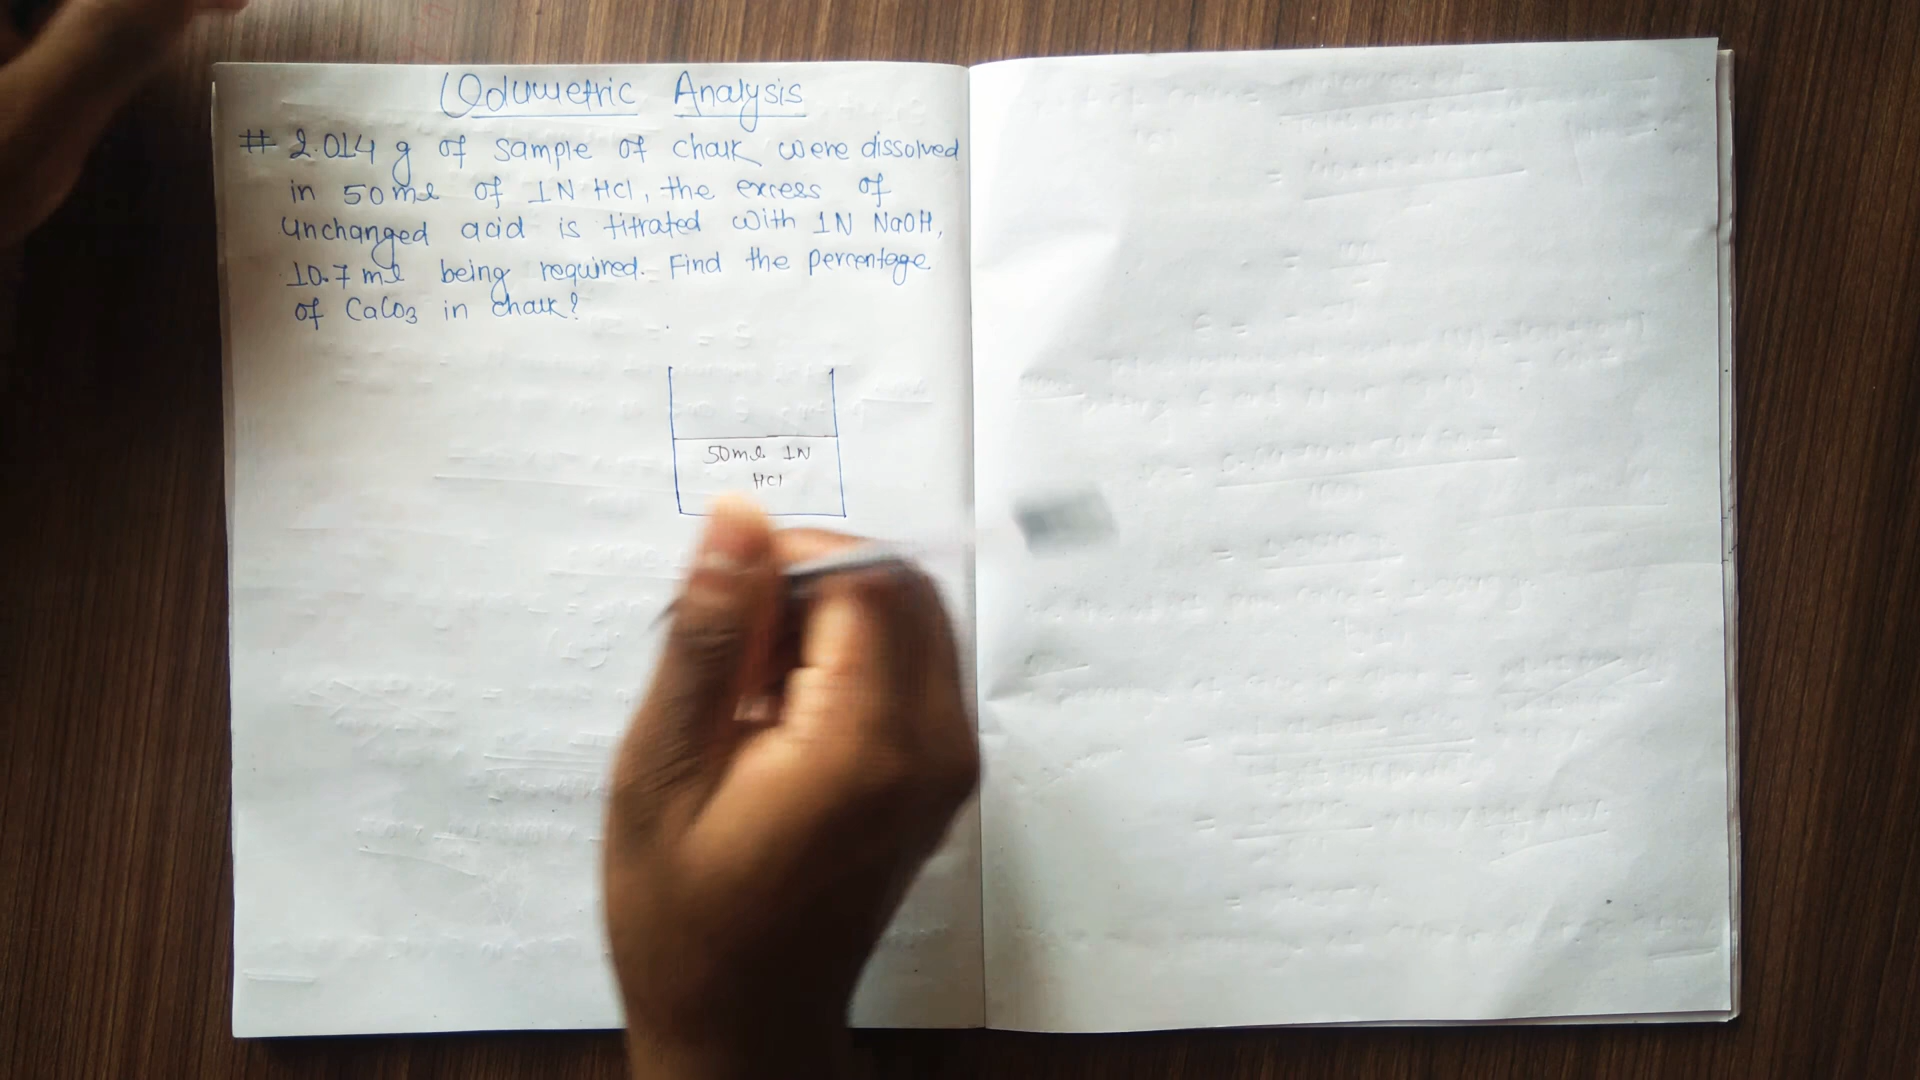 Volumetric Analysis
# 2.014 g of sample of chalk were dissolved
in 50ml of 1N HCl, the excess of
unchanged acid is titrated with 1N NaOH,
10.7 ml being required. Find the percentage
of CaCO3 in chalk?
50ml 1N
HCl